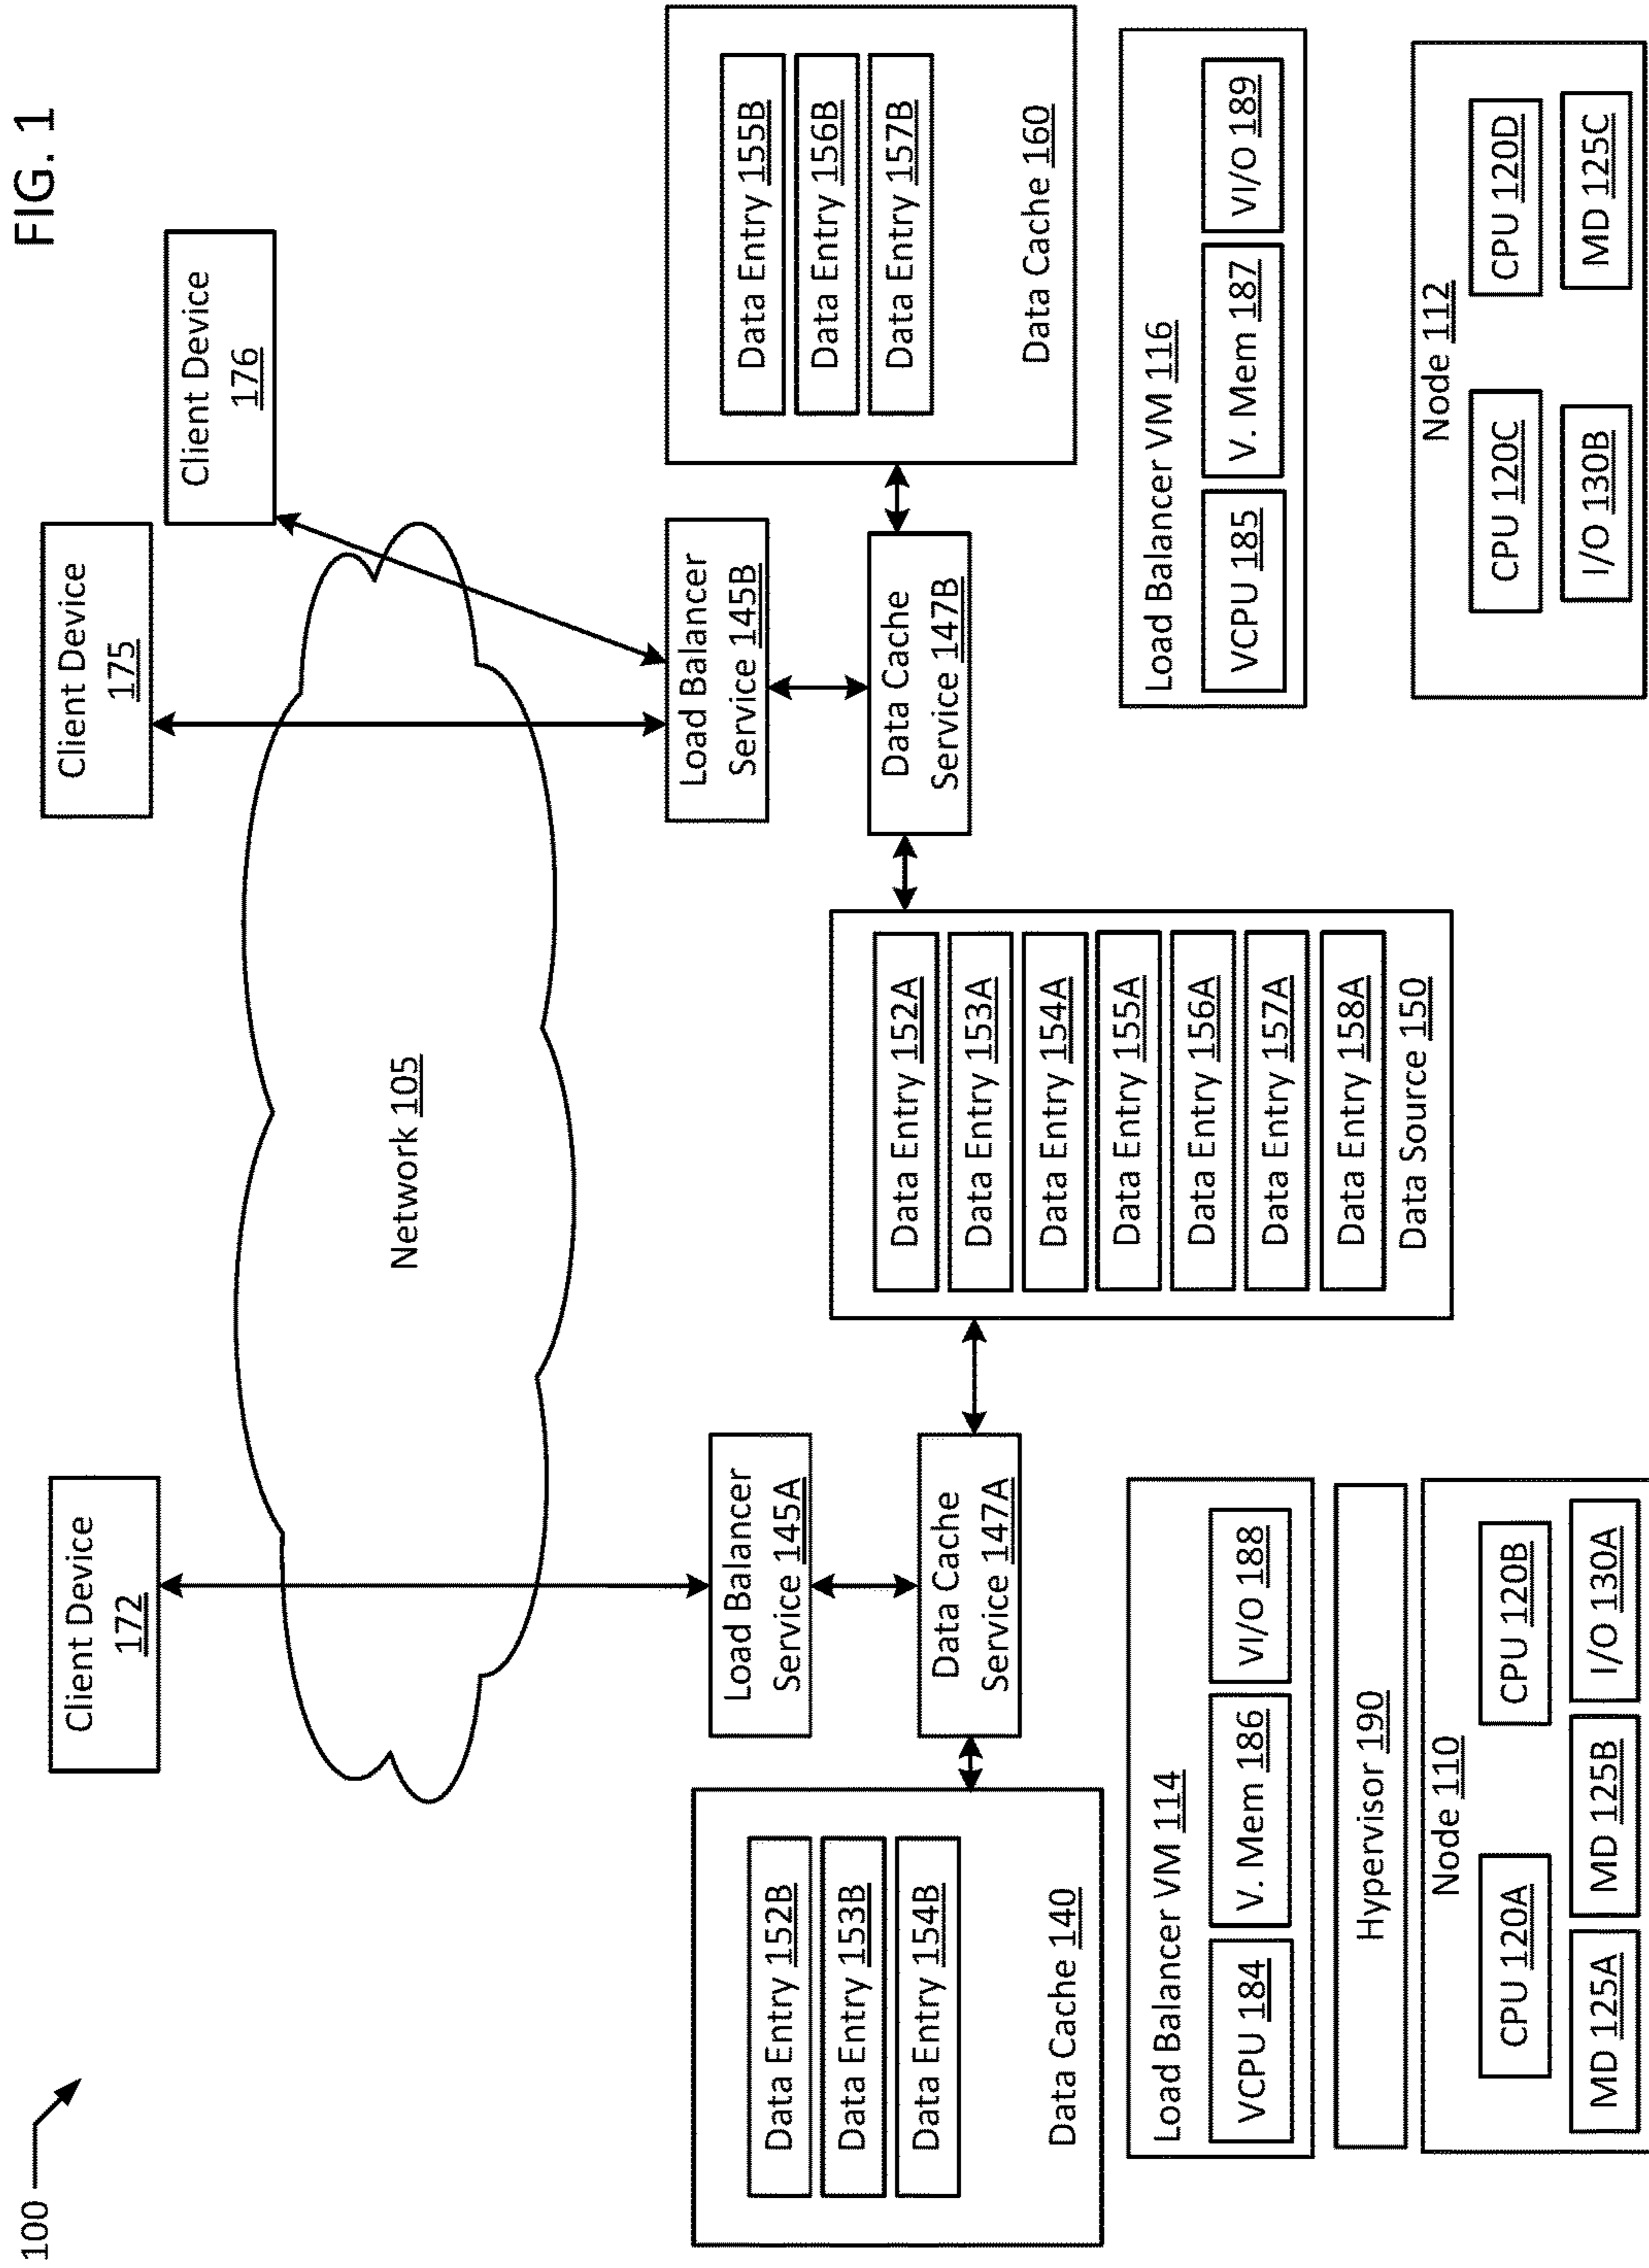 FIG. 1
100
Client Device
172
Client Device
175
Client Device
176
Network 105
Load Balancer
Service 145A
Load Balancer
Service 145B
Data Cache
Service 147A
Data Cache
Service 147B
Data Entry 152B
Data Entry 153B
Data Entry 154B
Data Cache 140
Data Entry 152A
Data Entry 153A
Data Entry 154A
Data Entry 155A
Data Entry 156A
Data Entry 157A
Data Entry 158A
Data Source 150
Data Entry 155B
Data Entry 156B
Data Entry 157B
Data Cache 160
Load Balancer VM 114
VCPU 184
V. Mem 186
VI/O 188
Load Balancer VM 116
VCPU 185
V. Mem 187
VI/O 189
Hypervisor 190
Node 110
CPU 120A
CPU 120B
MD 125A
MD 125B
I/O 130A
Node 112
CPU 120C
CPU 120D
I/O 130B
MD 125C